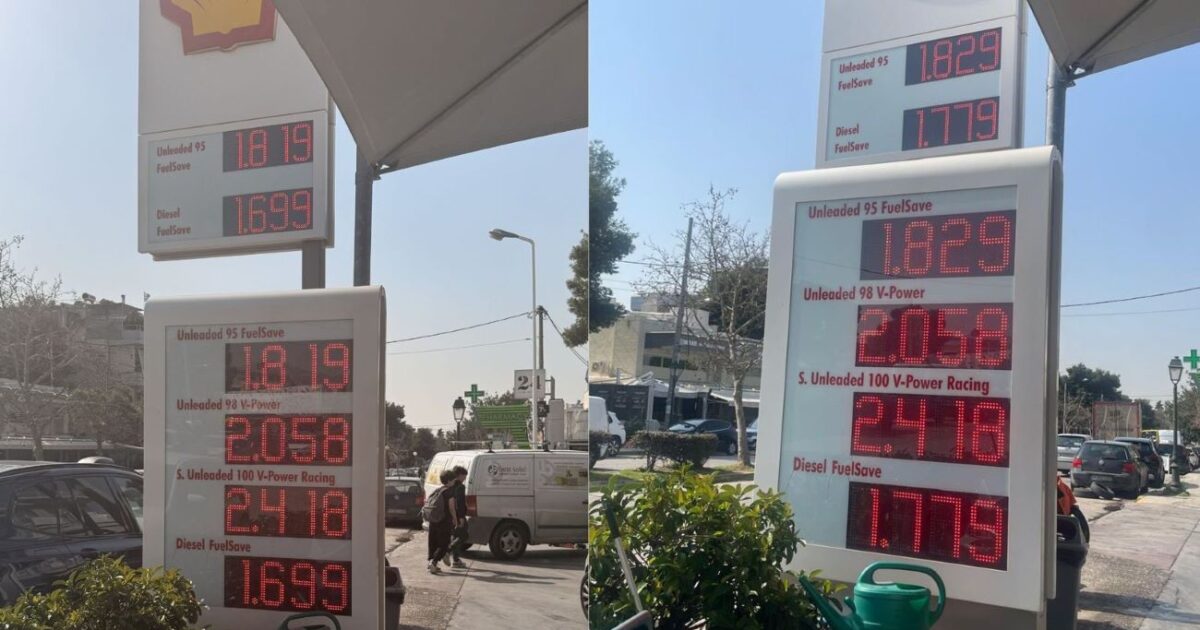 Unleaded 95
FuelSave
1.819
Diesel
FuelSave
1.699
Unleaded 95 FuelSave
1.819
Unleaded 98 V-Power
2.058
S. Unleaded 100 V-Power Racing
2.418
Diesel FuelSave
1.699
24
Unleaded 95
FuelSave
1.829
Diesel
FuelSave
1.779
Unleaded 95 FuelSave
1.829
Unleaded 98 V-Power
2.058
S. Unleaded 100 V-Power Racing
2.418
Diesel FuelSave
1.779